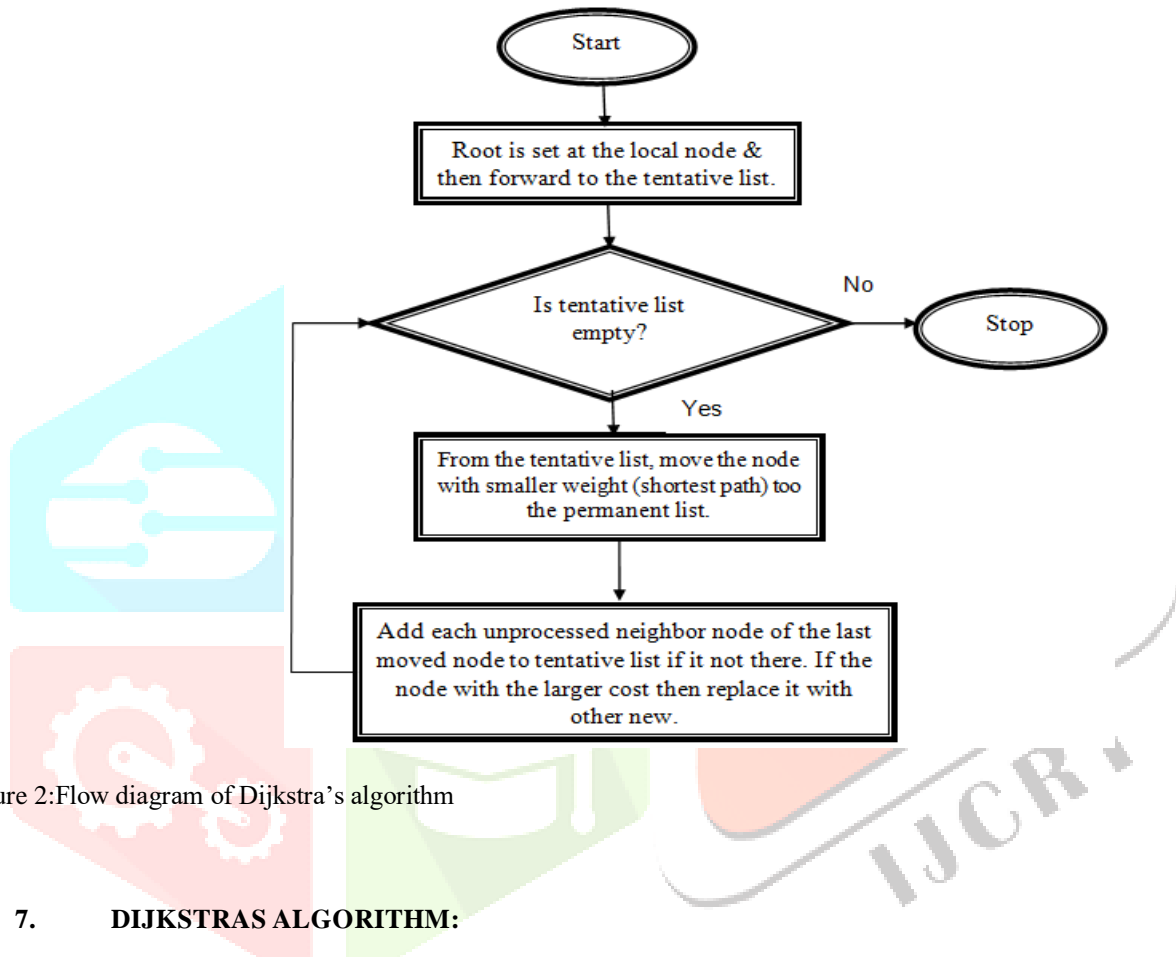 Start
Root is set at the local node &
then forward to the tentative list.
Is tentative list
empty?
No
Stop
Yes
From the tentative list, move the node
with smaller weight (shortest path) too
the permanent list.
Add each unprocessed neighbor node of the last
moved node to tentative list if it not there. If the
node with the larger cost then replace it with
other new.
ure 2:Flow diagram of Dijkstra’s algorithm
IJCRT
7. DIJKSTRAS ALGORITHM: